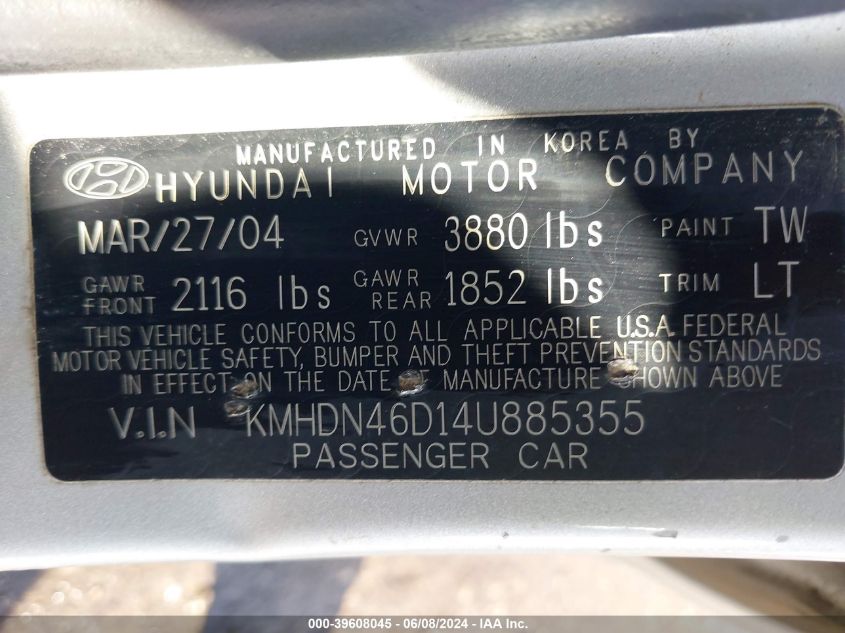 MANUFACTURED IN KOREA BY
HYUNDAI MOTOR COMPANY
MAR/27/04 GVWR 3880 lbs PAINT TW
GAWR FRONT 2116 lbs GAWR REAR 1852 lbs TRIM LT
THIS VEHICLE CONFORMS TO ALL APPLICABLE U.S.A. FEDERAL
MOTOR VEHICLE SAFETY, BUMPER AND THEFT PREVENTION STANDARDS
IN EFFECT ON THE DATE OF MANUFACTURE SHOWN ABOVE
V.I.N KMHDN46D14U885355
PASSENGER CAR
000-39608045 - 06/08/2024 - IAA Inc.